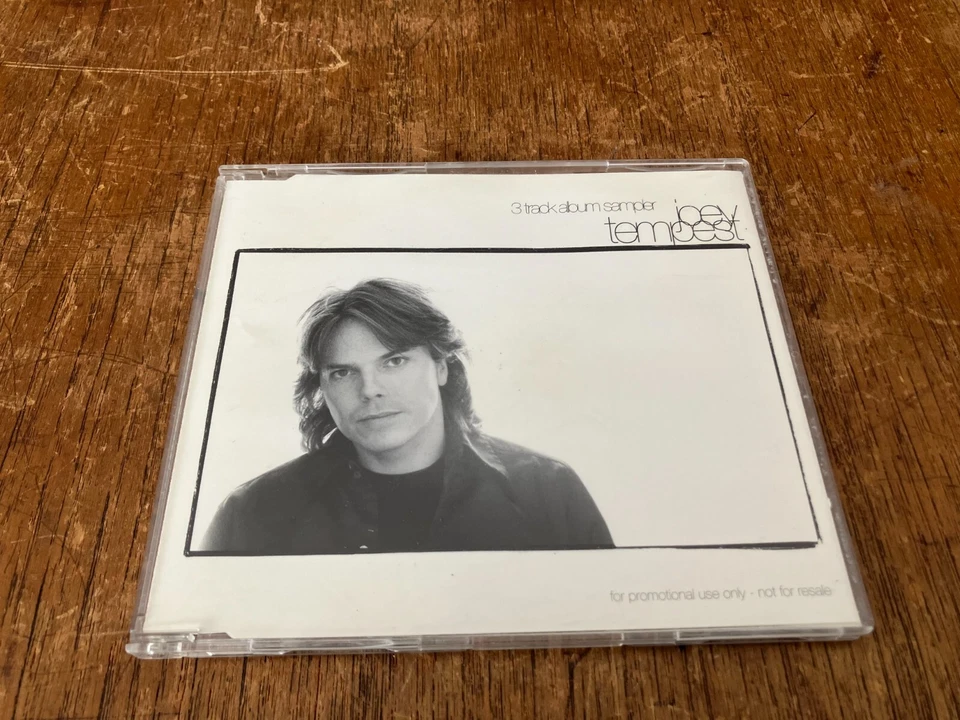 3 track album sampler
joey
tempest
for promotional use only - not for resale